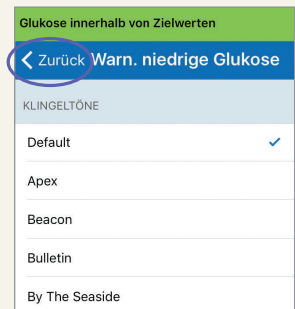 Glukose innerhalb von Zielwerten
Zurück Warn. niedrige Glukose
KLINGELTÖNE
Default
Apex
Beacon
Bulletin
By The Seaside